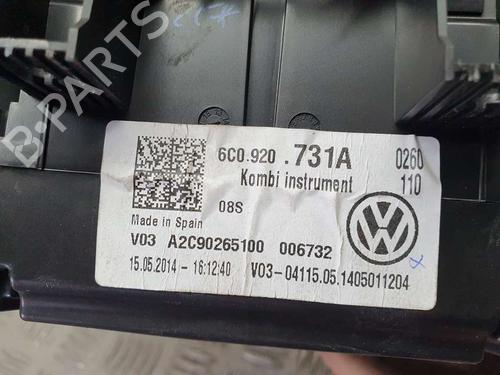 B-PARTS
6C0.920 .731A 0260
Kombi instrument 110
08S
Made in Spain
V03 A2C90265100 006732
15.05.2014 - 16:12:40 V03-04115.05.1405011204